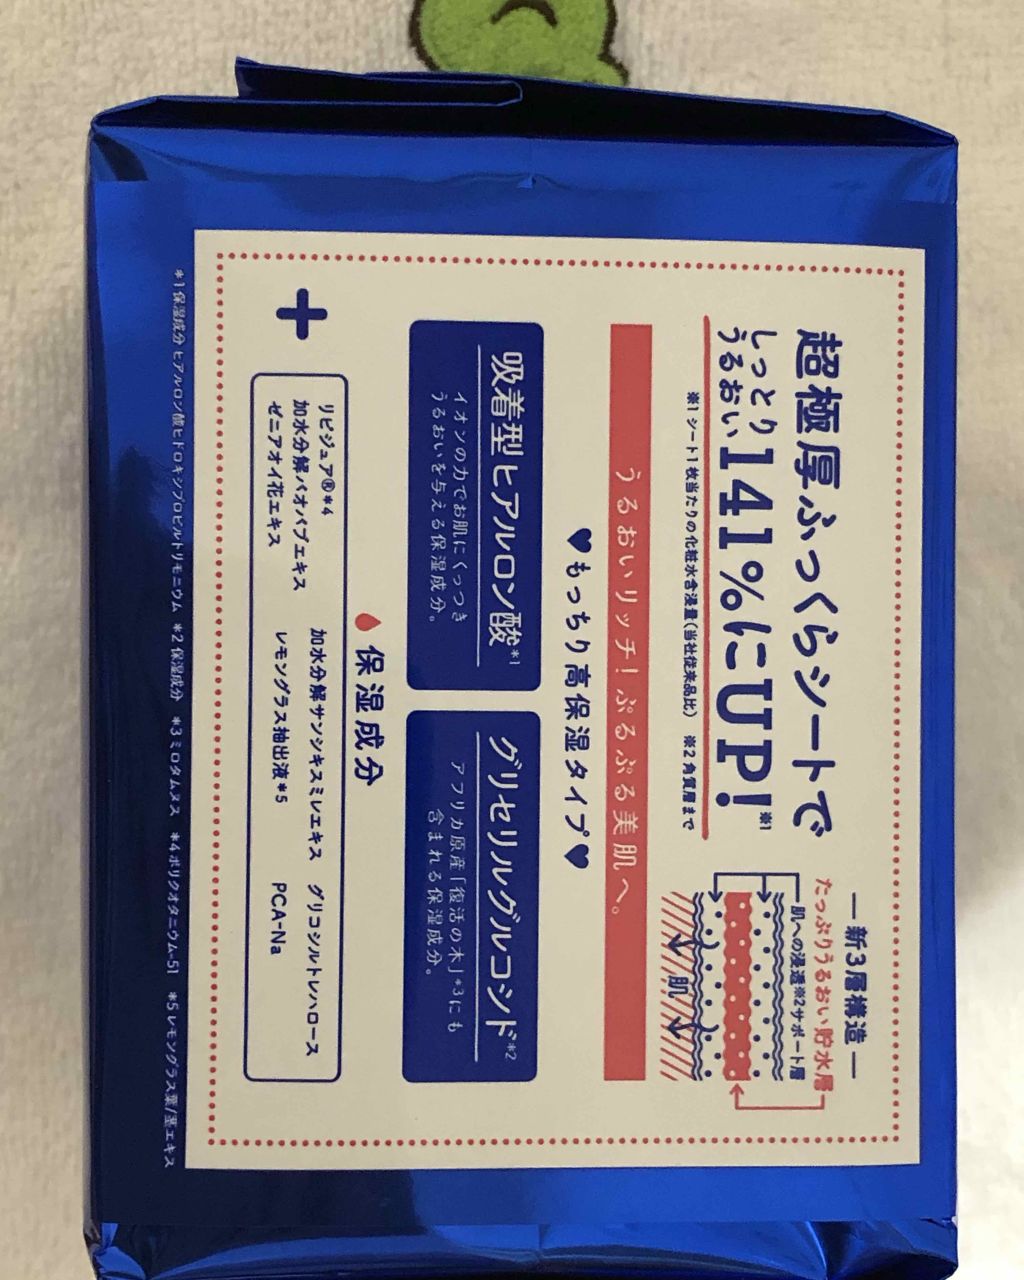 超極厚ふっくらシートで
しっとり
うるおい141%にUP!※1
※1 シート1枚当たりの化粧水含浸量(当社従来品比) ※2 角質層まで
新3層構造
たっぷりうるおい貯水層
肌への浸透※2サポート層
肌
うるおいリッチ!ぷるぷる美肌へ。
♥もっちり高保湿タイプ♥
吸着型ヒアルロン酸*1
イオンの力でお肌にくっつき
うるおいを与える保湿成分。
グリセリルグルコシド*2
アフリカ原産「復活の木」*3にも
含まれる保湿成分。
+
保湿成分
リピジュア®*4 加水分解サンシキスミレエキス グリコシルトレハロース
加水分解バオバブエキス レモングラス抽出液*5 PCA-Na
ゼニアオイ花エキス
*1 保湿成分 ヒアルロン酸ヒドロキシプロピルトリモニウム *2 保湿成分 *3 ミロタムヌス *4 ポリクオタニウム-51 *5 レモングラス葉/茎エキス